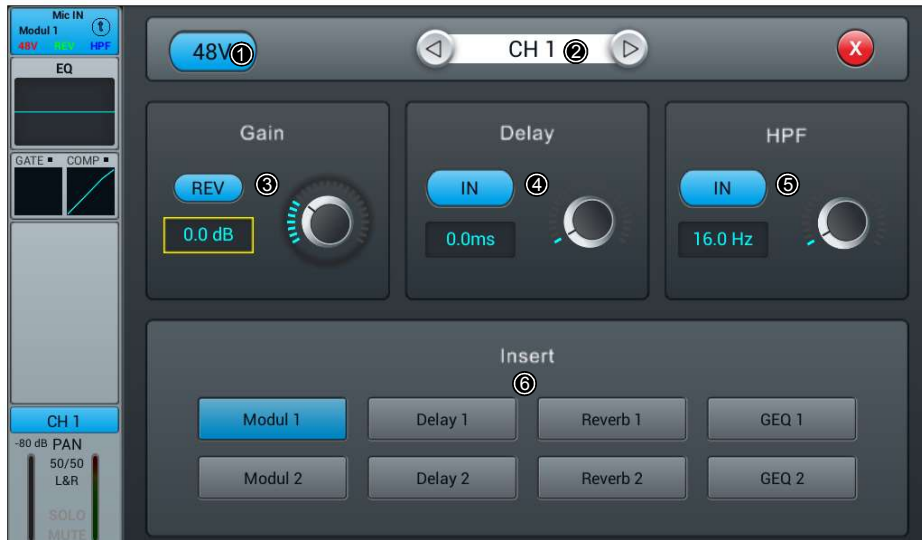 Mic IN
Modul 1
48V REV HPF
EQ
GATE COMP
CH 1
-80 dB PAN
50/50
L&R
SOLO
MUTE
48V ① CH 1 ② X
Gain
REV ③
0.0 dB
Delay
IN ④
0.0ms
HPF
IN ⑤
16.0 Hz
Insert
⑥
Modul 1 Delay 1 Reverb 1 GEQ 1
Modul 2 Delay 2 Reverb 2 GEQ 2